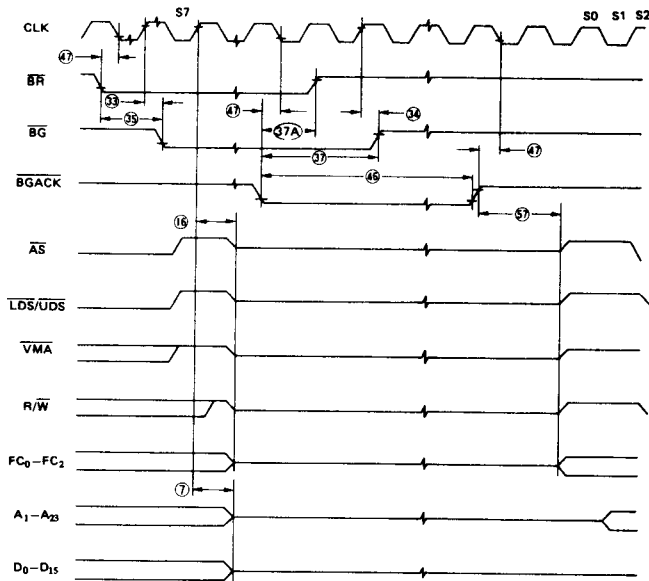 S7 S0 S1 S2
CLK
47
BR
33 47 37A 34
35
BG
37 47
46
BGACK
57
16
AS
LDS/UDS
VMA
R/W
FC0–FC2
7
A1–A23
D0–D15